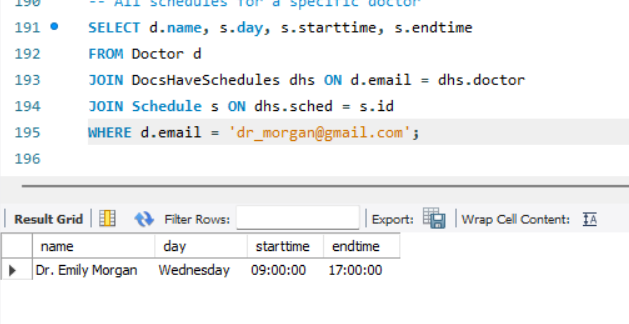 190 -- All schedules for a specific doctor
191 SELECT d.name, s.day, s.starttime, s.endtime
192 FROM Doctor d
193 JOIN DocsHaveSchedules dhs ON d.email = dhs.doctor
194 JOIN Schedule s ON dhs.sched = s.id
195 WHERE d.email = 'dr_morgan@gmail.com';
196
Result Grid Filter Rows: Export: Wrap Cell Content: IA
name day starttime endtime
Dr. Emily Morgan Wednesday 09:00:00 17:00:00